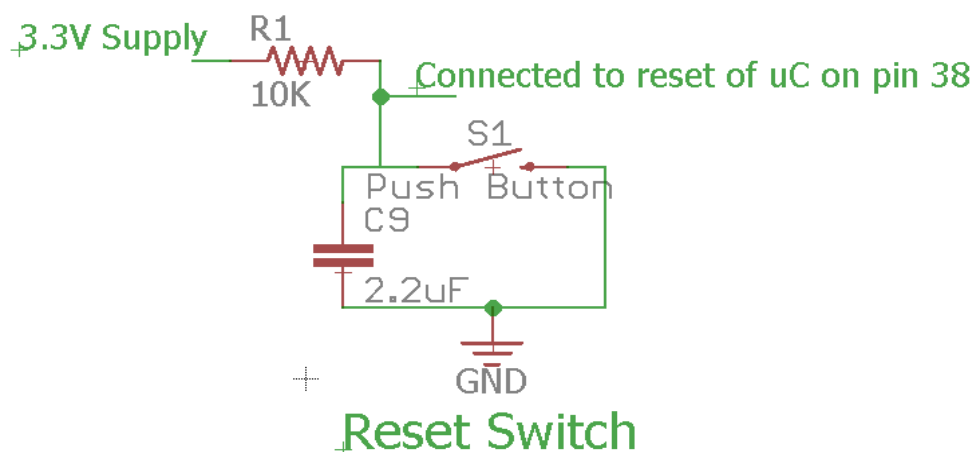 3.3V Supply
R1
10K
Connected to reset of uC on pin 38
S1
Push Button
C9
2.2uF
GND
Reset Switch